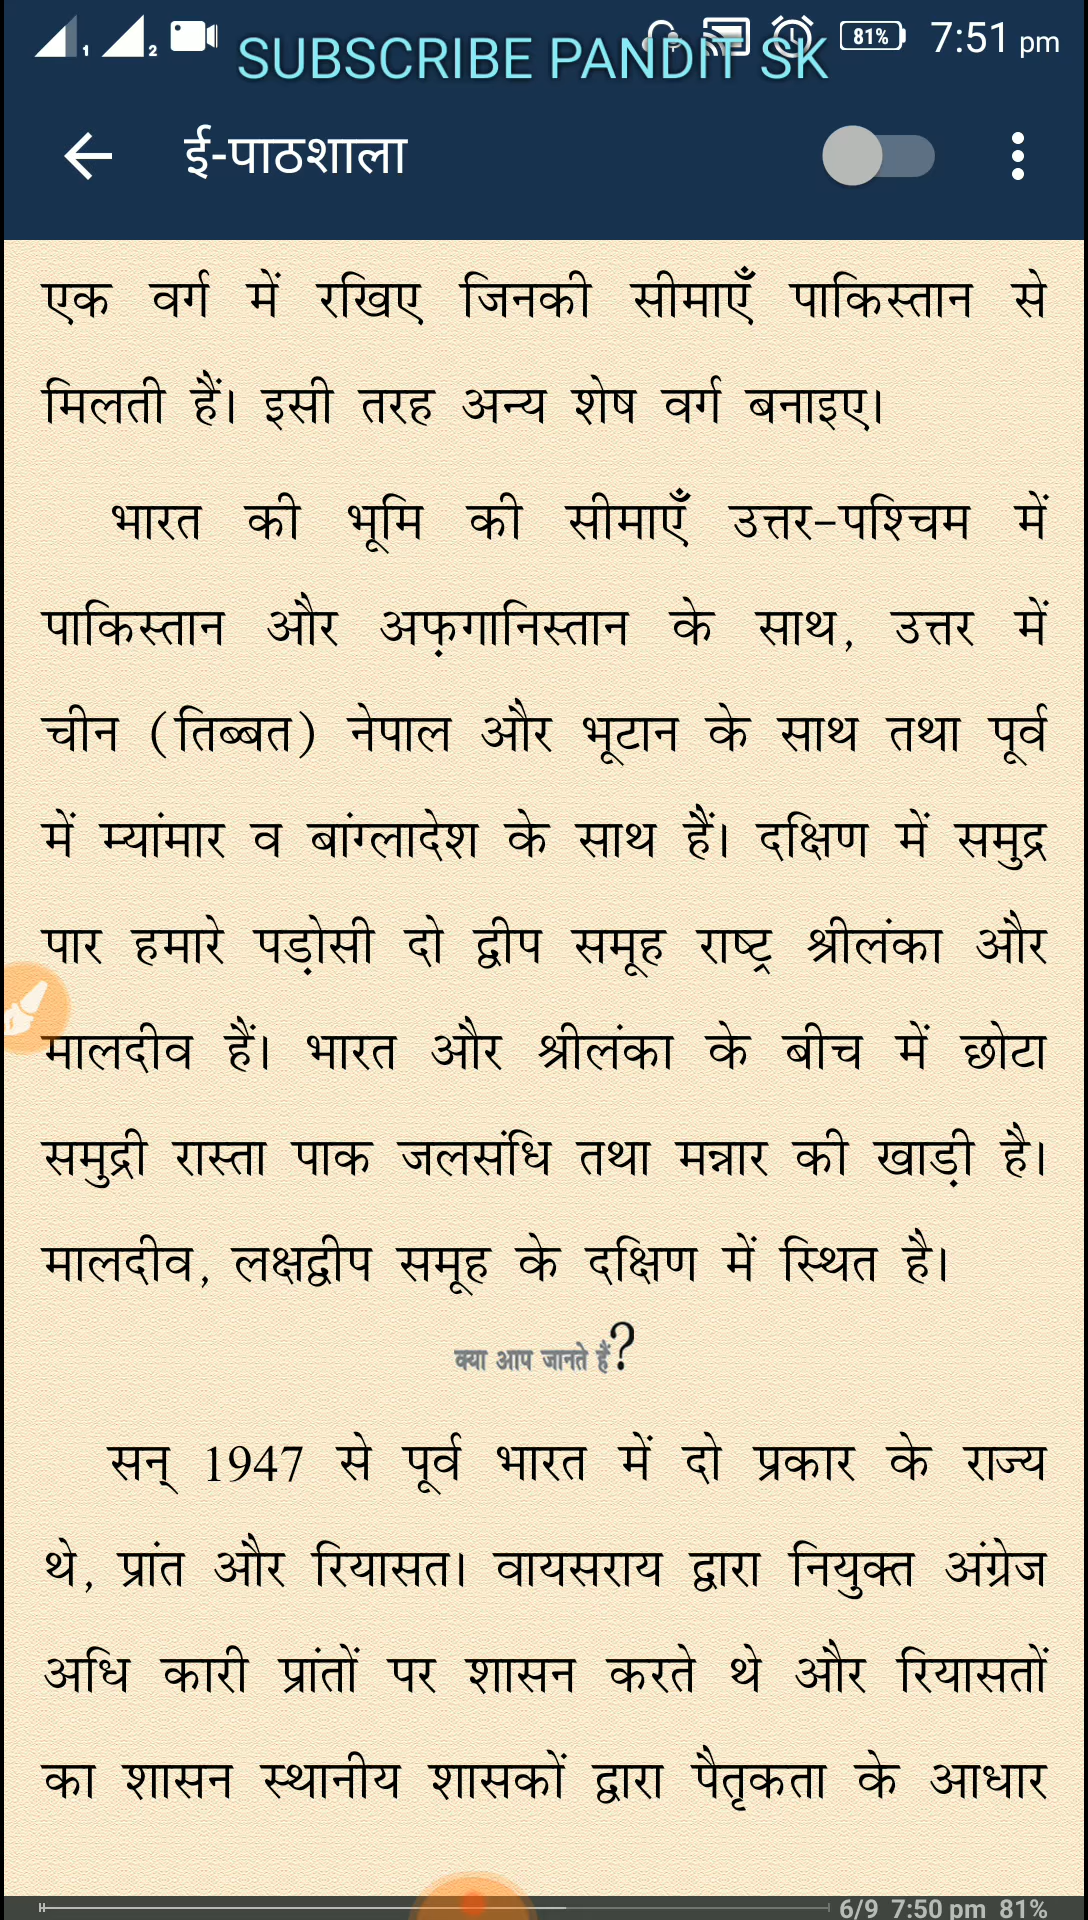 1 2 81% 7:51 pm
SUBSCRIBE PANDIT SK
ई-पाठशाला
एक वर्ग में रखिए जिनकी सीमाएँ पाकिस्तान से
मिलती हैं। इसी तरह अन्य शेष वर्ग बनाइए।
भारत की भूमि की सीमाएँ उत्तर-पश्चिम में
पाकिस्तान और अफ़गानिस्तान के साथ, उत्तर में
चीन (तिब्बत) नेपाल और भूटान के साथ तथा पूर्व
में म्यांमार व बांग्लादेश के साथ हैं। दक्षिण में समुद्र
पार हमारे पड़ोसी दो द्वीप समूह राष्ट्र श्रीलंका और
मालदीव हैं। भारत और श्रीलंका के बीच में छोटा
समुद्री रास्ता पाक जलसंधि तथा मन्नार की खाड़ी है।
मालदीव, लक्षद्वीप समूह के दक्षिण में स्थित है।
क्या आप जानते हैं?
सन् 1947 से पूर्व भारत में दो प्रकार के राज्य
थे, प्रांत और रियासत। वायसराय द्वारा नियुक्त अंग्रेज
अधि कारी प्रांतों पर शासन करते थे और रियासतों
का शासन स्थानीय शासकों द्वारा पैतृकता के आधार
6/9 7:50 pm 81%